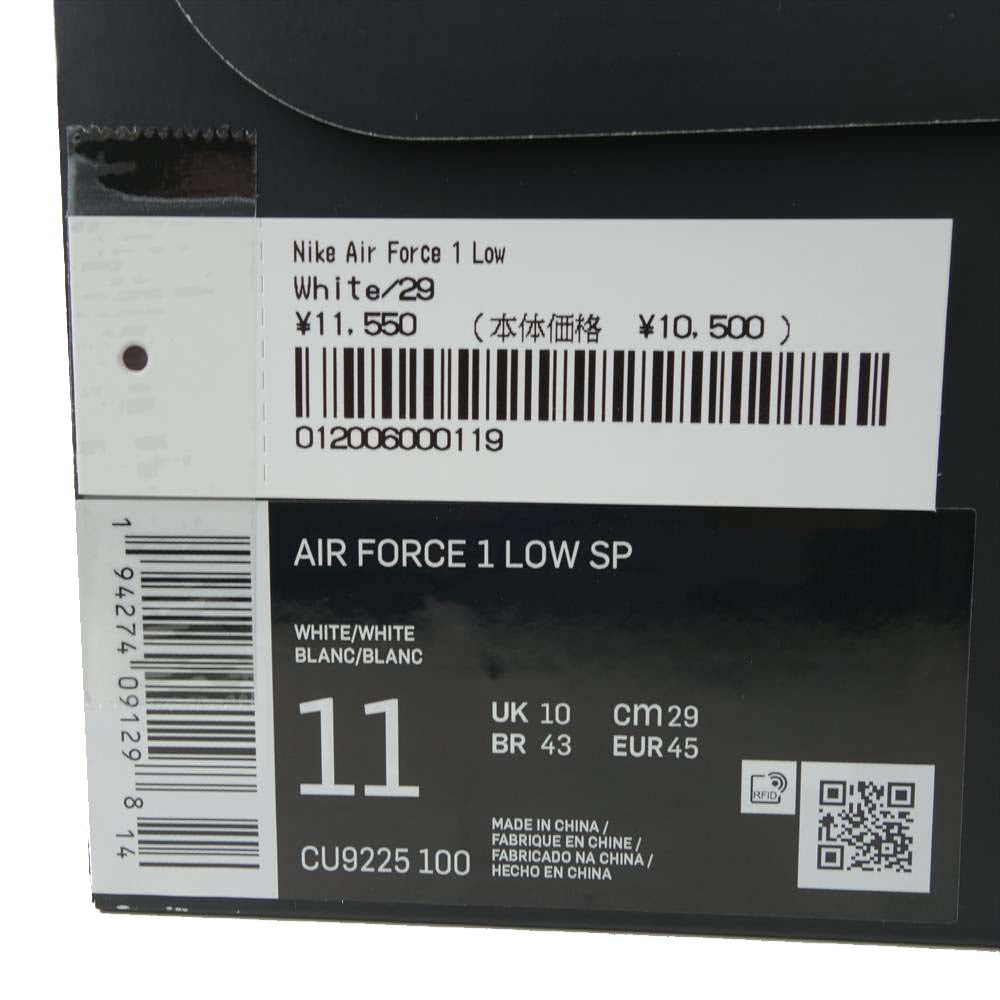 Nike Air Force 1 Low
White/29
¥11,550 (本体価格 ¥10,500)
012006000119
1 94274 09129 8 14
AIR FORCE 1 LOW SP
WHITE/WHITE
BLANC/BLANC
11
UK 10 cm 29
BR 43 EUR 45
RFID
CU9225 100
MADE IN CHINA /
FABRIQUE EN CHINE /
FABRICADO NA CHINA /
HECHO EN CHINA